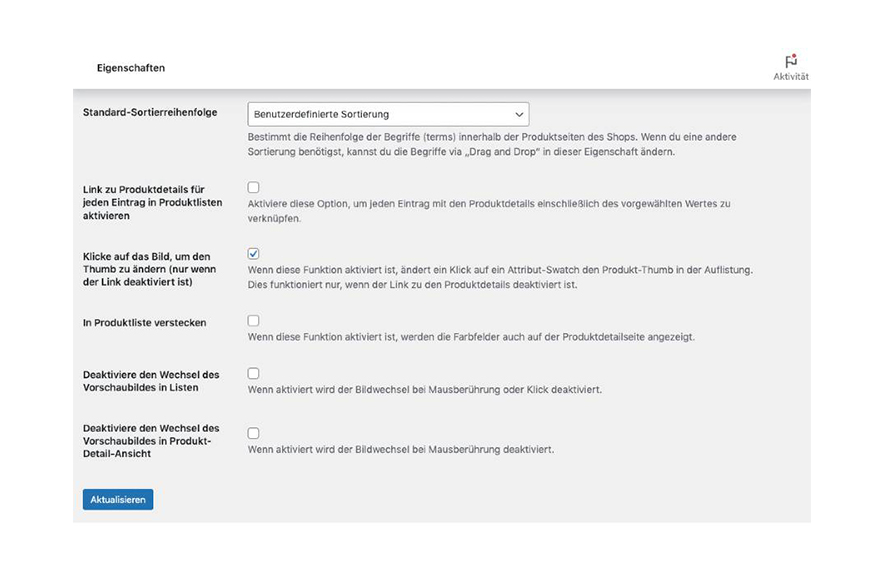 Eigenschaften
Aktivität
Standard-Sortierreihenfolge
Benutzerdefinierte Sortierung
Bestimmt die Reihenfolge der Begriffe (terms) innerhalb der Produktseiten des Shops. Wenn du eine andere
Sortierung benötigst, kannst du die Begriffe via „Drag and Drop“ in dieser Eigenschaft ändern.
Link zu Produktdetails für
jeden Eintrag in Produktlisten
aktivieren
Aktiviere diese Option, um jeden Eintrag mit den Produktdetails einschließlich des vorgewählten Wertes zu
verknüpfen.
Klicke auf das Bild, um den
Thumb zu ändern (nur wenn
der Link deaktiviert ist)
Wenn diese Funktion aktiviert ist, ändert ein Klick auf ein Attribut-Swatch den Produkt-Thumb in der Auflistung.
Dies funktioniert nur, wenn der Link zu den Produktdetails deaktiviert ist.
In Produktliste verstecken
Wenn diese Funktion aktiviert ist, werden die Farbfelder auch auf der Produktdetailseite angezeigt.
Deaktiviere den Wechsel des
Vorschaubildes in Listen
Wenn aktiviert wird der Bildwechsel bei Mausberührung oder Klick deaktiviert.
Deaktiviere den Wechsel des
Vorschaubildes in Produkt-
Detail-Ansicht
Wenn aktiviert wird der Bildwechsel bei Mausberührung deaktiviert.
Aktualisieren